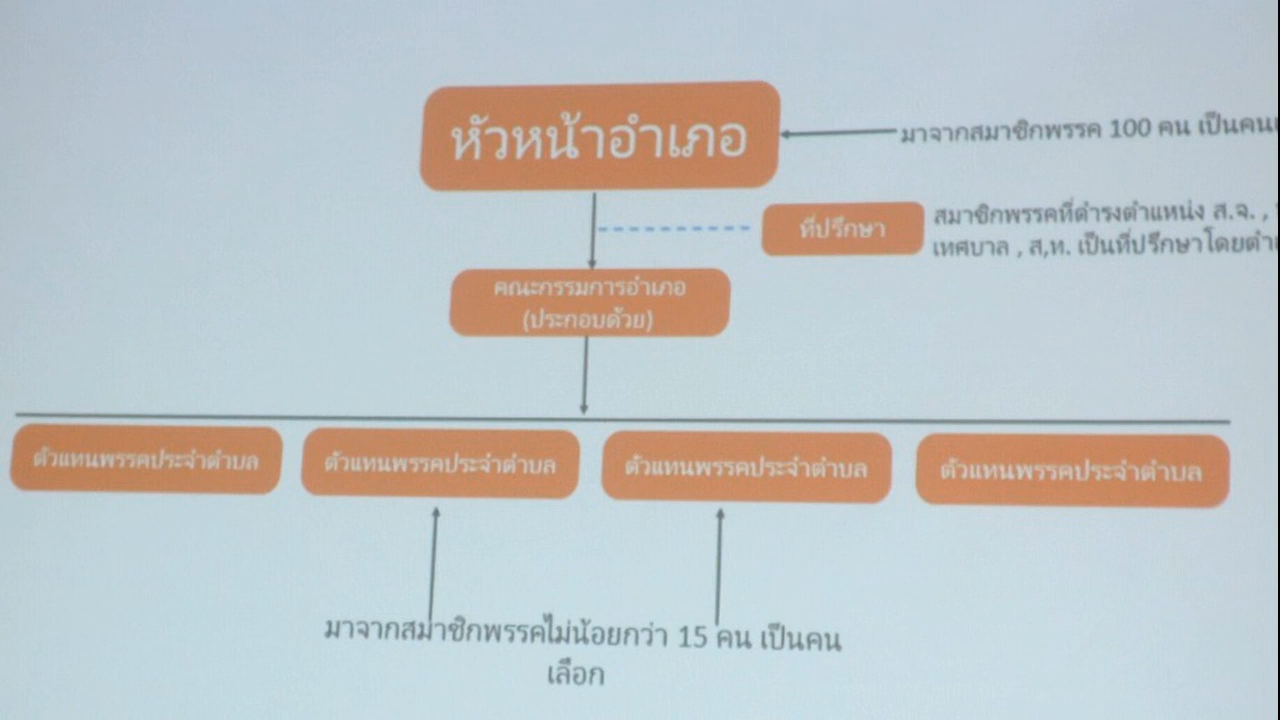 หัวหน้าอำเภอ
มาจากสมาชิกพรรค 100 คน เป็นคน
ที่ปรึกษา
สมาชิกพรรคที่ดำรงตำแหน่ง ส.จ. ,
เทศบาล , ส,ท. เป็นที่ปรึกษาโดย
คณะกรรมการอำเภอ
(ประกอบด้วย)
ตัวแทนพรรคประจำตำบล
ตัวแทนพรรคประจำตำบล
ตัวแทนพรรคประจำตำบล
ตัวแทนพรรคประจำตำบล
มาจากสมาชิกพรรคไม่น้อยกว่า 15 คน เป็นคน
เลือก